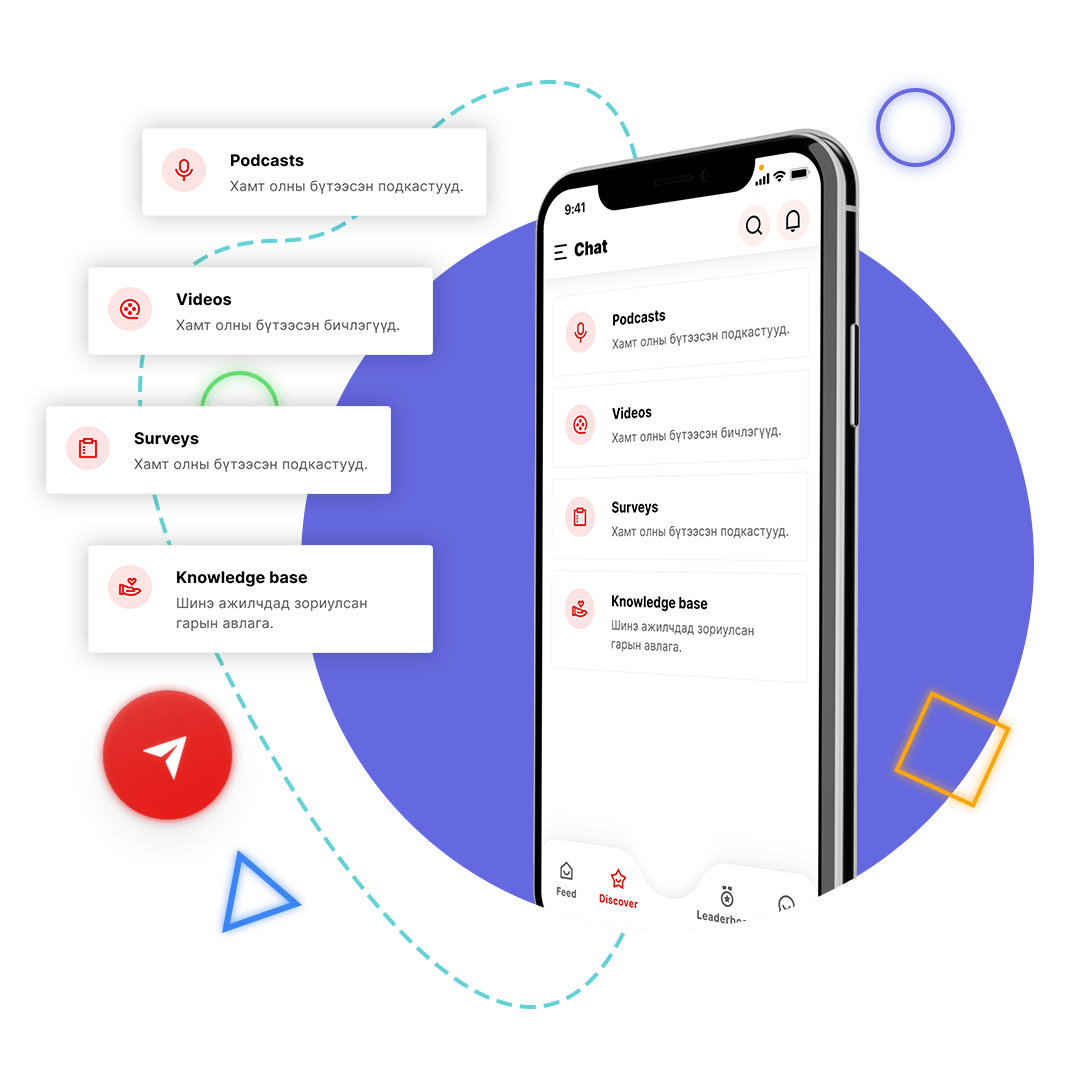 Podcasts
Хамт олны бүтээсэн подкастууд.
Videos
Хамт олны бүтээсэн бичлэгүүд.
Surveys
Хамт олны бүтээсэн подкастууд.
Knowledge base
Шинэ ажилчдад зориулсан
гарын авлага.
9:41
Chat
Podcasts
Хамт олны бүтээсэн подкастууд.
Videos
Хамт олны бүтээсэн бичлэгүүд.
Surveys
Хамт олны бүтээсэн подкастууд.
Knowledge base
Шинэ ажилчдад зориулсан
гарын авлага.
Feed
Discover